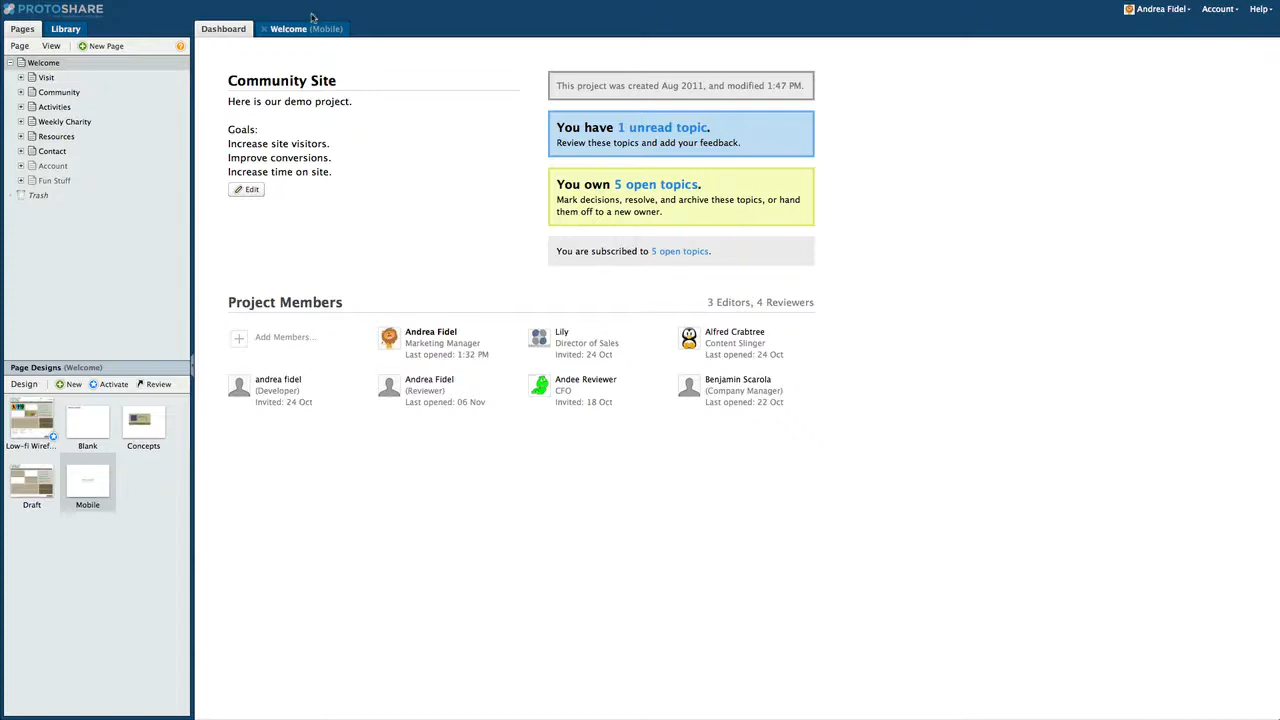 PROTOSHARE
Andrea Fidel
Account
Help
Pages
Library
Dashboard
Welcome (Mobile)
Page
View
New Page
Welcome
Visit
Community
Activities
Weekly Charity
Resources
Contact
Account
Fun Stuff
Trash
Community Site
Here is our demo project.
Goals:
Increase site visitors.
Improve conversions.
Increase time on site.
Edit
This project was created Aug 2011, and modified 1:47 PM.
You have 1 unread topic.
Review these topics and add your feedback.
You own 5 open topics.
Mark decisions, resolve, and archive these topics, or hand
them off to a new owner.
You are subscribed to 5 open topics.
Project Members
3 Editors, 4 Reviewers
Add Members...
Andrea Fidel
Marketing Manager
Last opened: 1:32 PM
Lily
Director of Sales
Invited: 24 Oct
Alfred Crabtree
Content Slinger
Last opened: 24 Oct
andrea fidel
(Developer)
Invited: 24 Oct
Andrea Fidel
(Reviewer)
Last opened: 06 Nov
Andee Reviewer
CFO
Invited: 18 Oct
Benjamin Scarola
(Company Manager)
Last opened: 22 Oct
Page Designs (Welcome)
Design
New
Activate
Review
Low-fi Wiref...
Blank
Concepts
Draft
Mobile